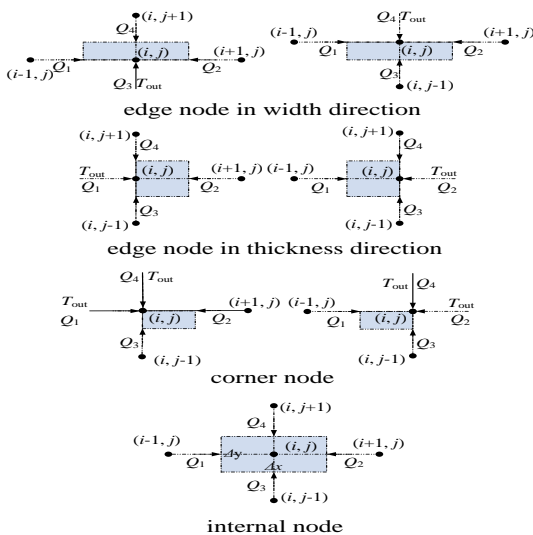 (i, j+1)
Q4
(i, j)
(i-1, j)
Q1
Q2
(i+1, j)
Q3
Tout
Q4
Tout
(i-1, j)
Q1
(i, j)
Q2
(i+1, j)
Q3
(i, j-1)
edge node in width direction
(i, j+1)
Q4
(i, j)
Tout
Q1
Q2
(i+1, j)
Q3
(i, j-1)
(i, j+1)
Q4
(i-1, j)
(i, j)
Tout
Q1
Q2
Q3
(i, j-1)
edge node in thickness direction
Q4
Tout
Tout
Q1
(i, j)
Q2
(i+1, j)
Q3
(i, j-1)
Tout
Q4
(i-1, j)
Tout
Q1
(i, j)
Q2
Q3
(i, j-1)
corner node
(i, j+1)
Q4
(i-1, j)
(i, j)
(i+1, j)
Q1
Δy
Δx
Q2
Q3
(i, j-1)
internal node